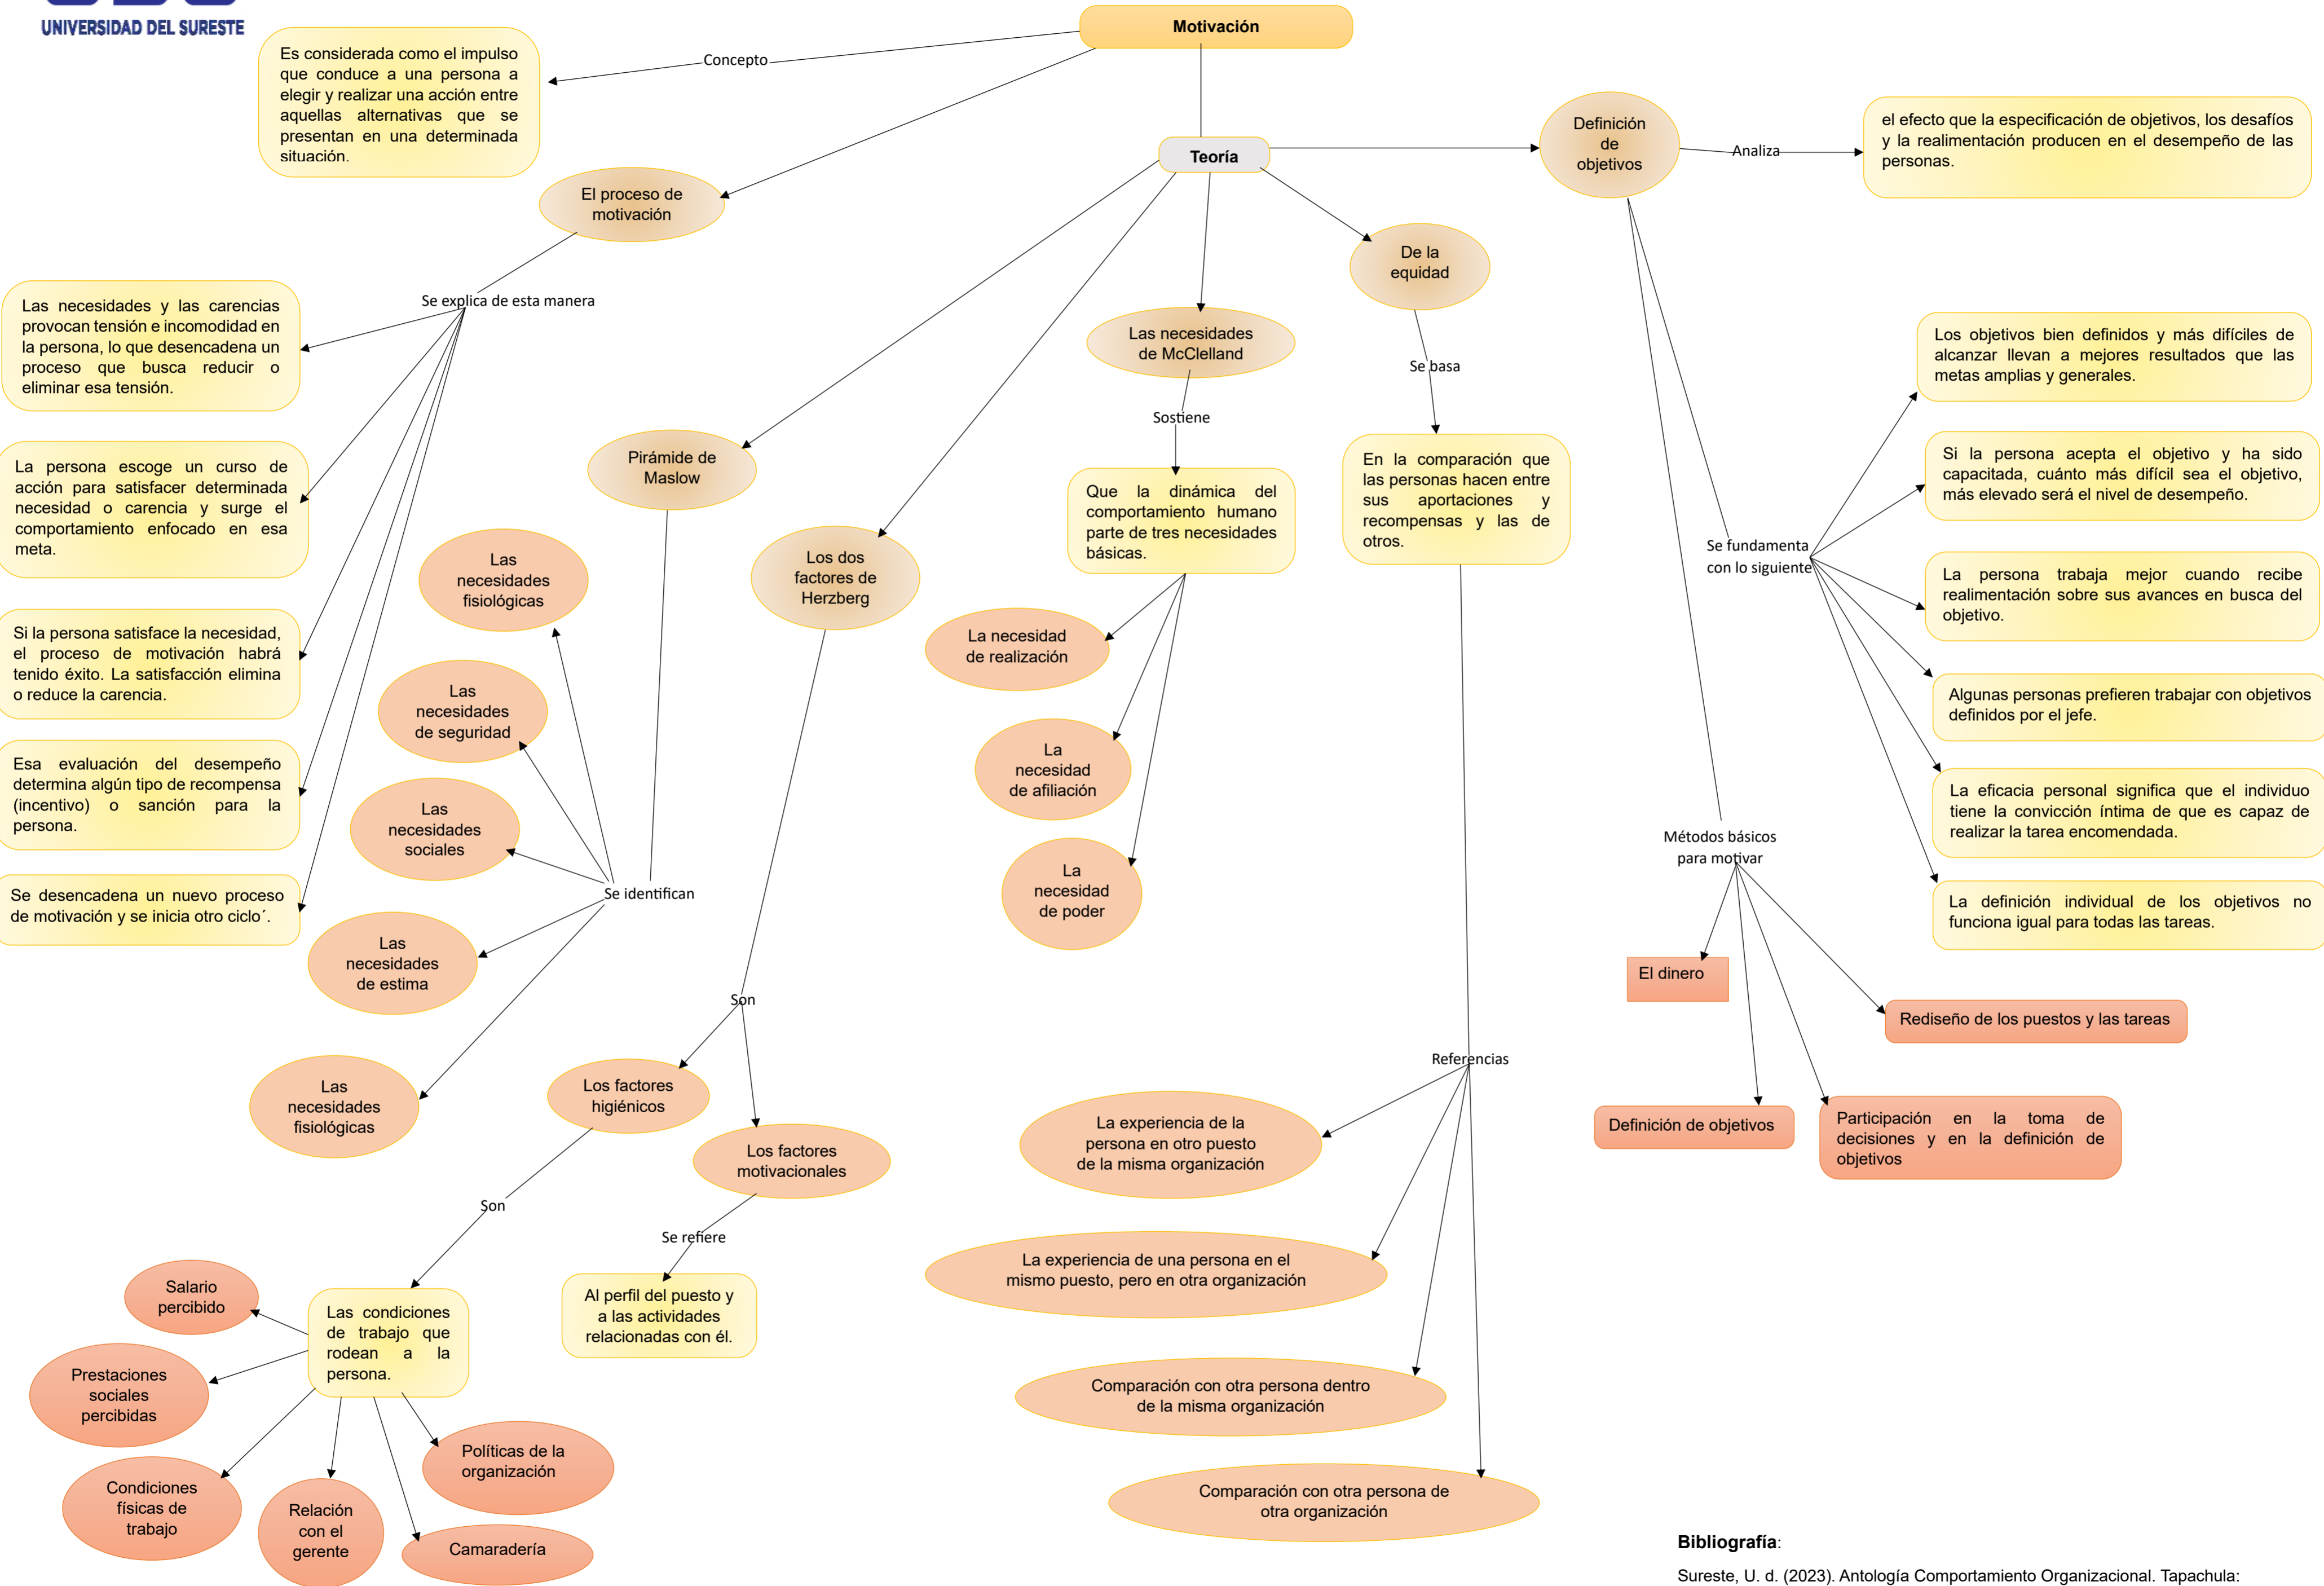 UNIVERSIDAD DEL SURESTE
Motivación
Concepto
Es considerada como el impulso
que conduce a una persona a
elegir y realizar una acción entre
aquellas alternativas que se
presentan en una determinada
situación.
El proceso de
motivación
Se explica de esta manera
Las necesidades y las carencias
provocan tensión e incomodidad en
la persona, lo que desencadena un
proceso que busca reducir o
eliminar esa tensión.
La persona escoge un curso de
acción para satisfacer determinada
necesidad o carencia y surge el
comportamiento enfocado en esa
meta.
Si la persona satisface la necesidad,
el proceso de motivación habrá
tenido éxito. La satisfacción elimina
o reduce la carencia.
Esa evaluación del desempeño
determina algún tipo de recompensa
(incentivo) o sanción para la
persona.
Se desencadena un nuevo proceso
de motivación y se inicia otro ciclo´.
Teoría
Pirámide de
Maslow
Se identifican
Las
necesidades
fisiológicas
Las
necesidades
de seguridad
Las
necesidades
sociales
Las
necesidades
de estima
Las
necesidades
fisiológicas
Los dos
factores de
Herzberg
Son
Los factores
higiénicos
Son
Las condiciones
de trabajo que
rodean a la
persona.
Salario
percibido
Prestaciones
sociales
percibidas
Condiciones
físicas de
trabajo
Relación
con el
gerente
Camaradería
Políticas de la
organización
Los factores
motivacionales
Se refiere
Al perfil del puesto y
a las actividades
relacionadas con él.
Las necesidades
de McClelland
Sostiene
Que la dinámica del
comportamiento humano
parte de tres necesidades
básicas.
La necesidad
de realización
La
necesidad
de afiliación
La
necesidad
de poder
De la
equidad
Se basa
En la comparación que
las personas hacen entre
sus aportaciones y
recompensas y las de
otros.
Referencias
La experiencia de la
persona en otro puesto
de la misma organización
La experiencia de una persona en el
mismo puesto, pero en otra organización
Comparación con otra persona dentro
de la misma organización
Comparación con otra persona de
otra organización
Definición
de
objetivos
Analiza
el efecto que la especificación de objetivos, los desafíos
y la realimentación producen en el desempeño de las
personas.
Se fundamenta
con lo siguiente
Los objetivos bien definidos y más difíciles de
alcanzar llevan a mejores resultados que las
metas amplias y generales.
Si la persona acepta el objetivo y ha sido
capacitada, cuánto más difícil sea el objetivo,
más elevado será el nivel de desempeño.
La persona trabaja mejor cuando recibe
realimentación sobre sus avances en busca del
objetivo.
Algunas personas prefieren trabajar con objetivos
definidos por el jefe.
La eficacia personal significa que el individuo
tiene la convicción íntima de que es capaz de
realizar la tarea encomendada.
La definición individual de los objetivos no
funciona igual para todas las tareas.
Métodos básicos
para motivar
El dinero
Definición de objetivos
Participación en la toma de
decisiones y en la definición de
objetivos
Rediseño de los puestos y las tareas
Bibliografía:
Sureste, U. d. (2023). Antología Comportamiento Organizacional. Tapachula: